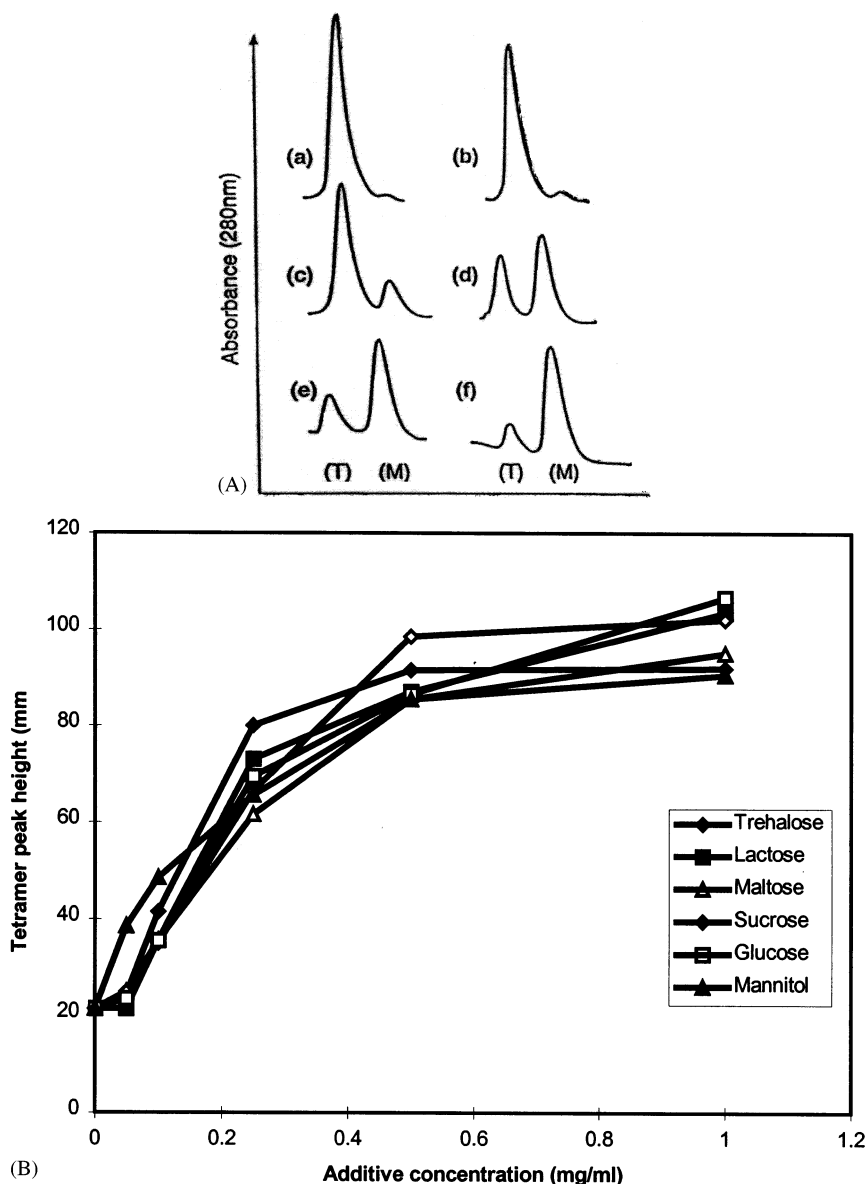 Absorbance (280nm)
(a)
(b)
(c)
(d)
(e)
(f)
(T) (M)
(T) (M)
(A)
Tetramer peak height (mm
120
100
80
60
40
20
0
0 0.2 0.4 0.6 0.8 1 1.2
Trehalose
Lactose
Maltose
Sucrose
Glucose
Mannitol
(B)
Additive concentration (mg/ml)